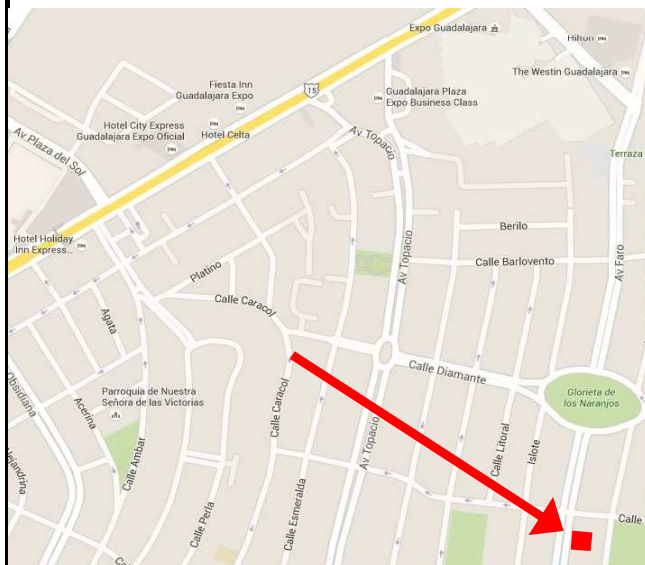 Expo Guadalajara
Hilton
The Westin Guadalajara
Fiesta Inn
Guadalajara Expo
15
Guadalajara Plaza
Expo Business Class
Hotel City Express
Guadalajara Expo Oficial
Hotel Celta
Av Topacio
Av Plaza del Sol
Terraza
Hotel Holiday
Inn Express...
Berilo
Platino
Calle Barlovento
Av Topacio
Av Faro
Calle Caracol
Agata
Calle Diamante
Obsidiana
Parroquia de Nuestra
Señora de las Victorias
Acerina
Glorieta de
los Naranjos
Calle Caracol
Calle Ambar
Av Topacio
Calle Litoral
Islote
Calle Perla
Calle Esmeralda
Calle